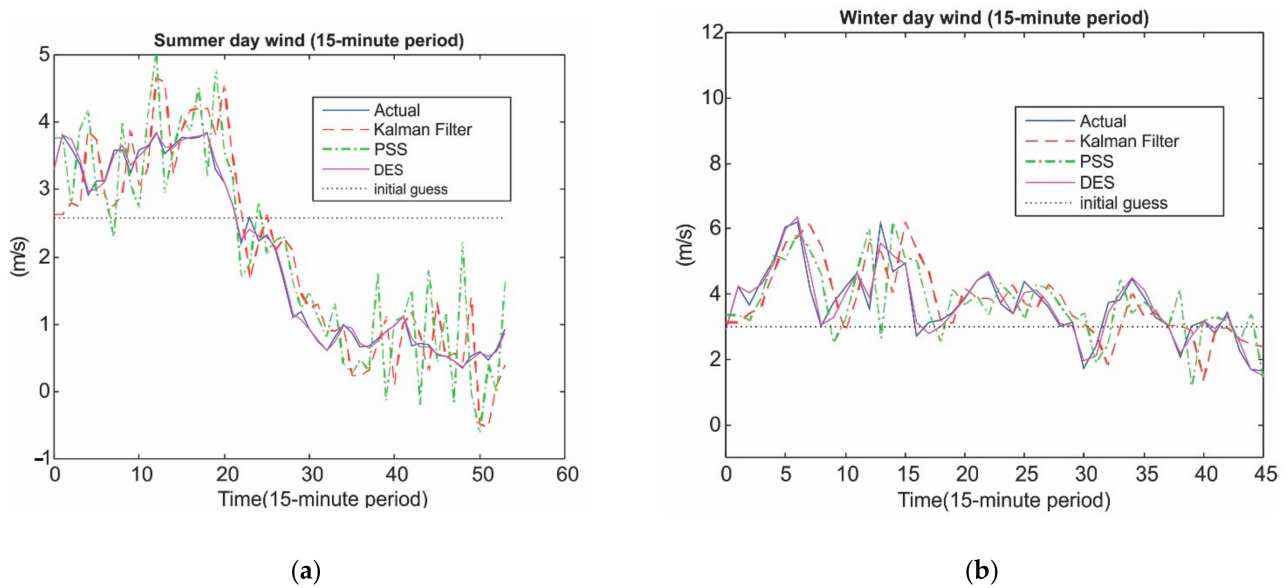 Summer day wind (15-minute period)
5
4
3
2
1
0
–1
(m/s)
Actual
Kalman Filter
PSS
DES
initial guess
0
10
20
30
40
50
60
Time(15-minute period)
(a)
Winter day wind (15-minute period)
12
10
8
6
4
2
0
(m/s)
Actual
Kalman Filter
PSS
DES
initial guess
0
5
10
15
20
25
30
35
40
45
Time(15-minute period)
(b)